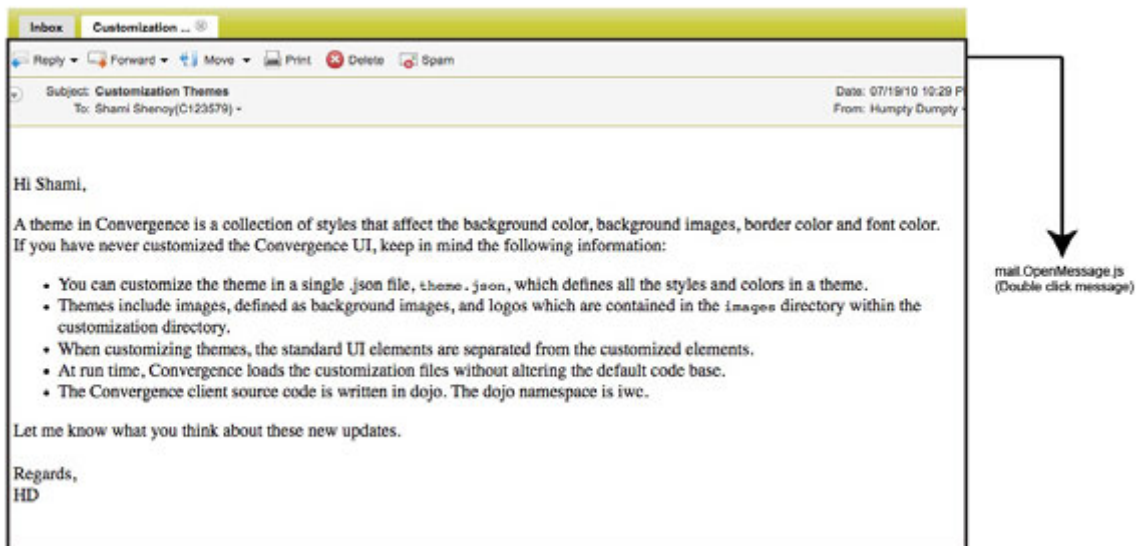 Inbox Customization ...
Reply Forward Move Print Delete Spam
Subject: Customization Themes Date: 07/19/10 10:29 P
To: Shami Shenoy(C123579) From: Humpty Dumpty
Hi Shami,
A theme in Convergence is a collection of styles that affect the background color, background images, border color and font color.
If you have never customized the Convergence UI, keep in mind the following information:
• You can customize the theme in a single .json file, theme.json, which defines all the styles and colors in a theme.
• Themes include images, defined as background images, and logos which are contained in the images directory within the
customization directory.
• When customizing themes, the standard UI elements are separated from the customized elements.
• At run time, Convergence loads the customization files without altering the default code base.
• The Convergence client source code is written in dojo. The dojo namespace is iwc.
Let me know what you think about these new updates.
Regards,
HD
mail.OpenMessage.js
(Double click message)